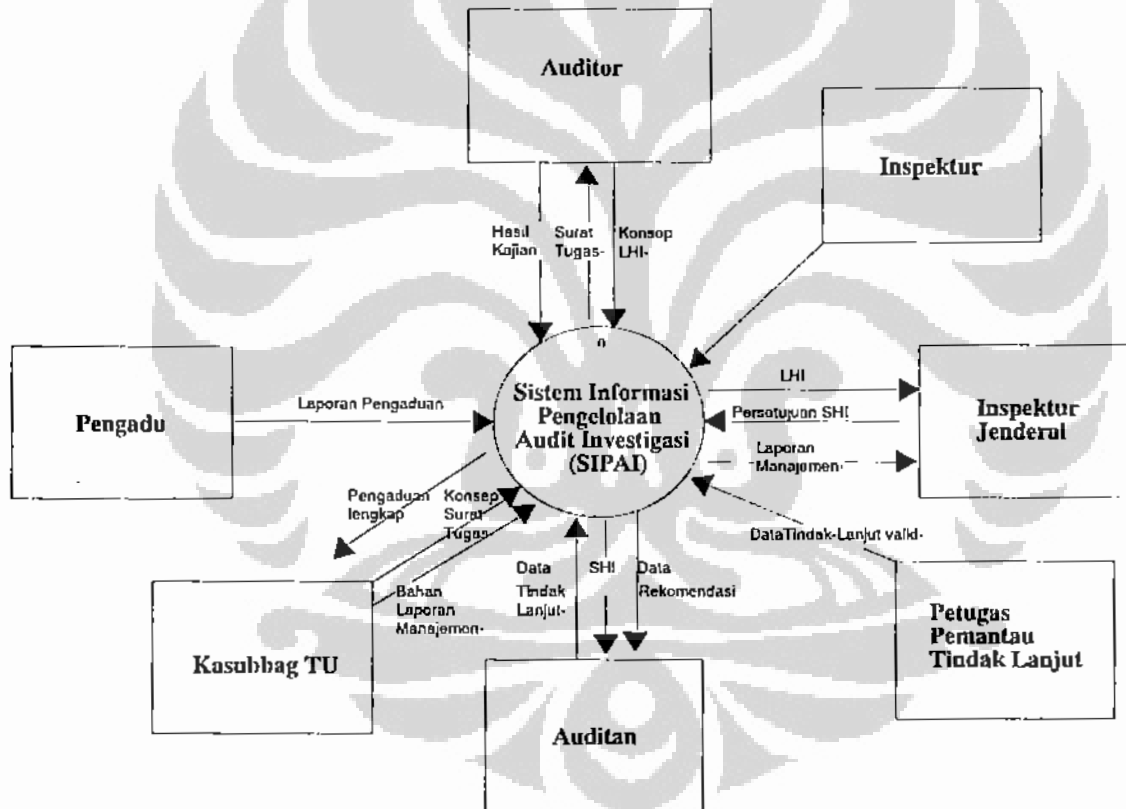 Auditor
Inspektur
Hasil
Kajian
Surat
Tugas-
Konsep
LHI-
0
Sistem Informasi
Pengelolaan
Audit Investigasi
(SIPAI)
Pengadu
Laporan Pengaduan
LHI
Persetujuan SHI
Laporan
Manajemen-
Inspektur
Jenderal
Pengaduan
lengkap
Konsep
Surat
Tugas-
Bahan
Laporan
Manajemen-
Kasubbag TU
Data
Tindak
Lanjut-
SHI
Data
Rekomendasi
DataTindak-Lanjut valid-
Petugas
Pemantau
Tindak Lanjut
Auditan